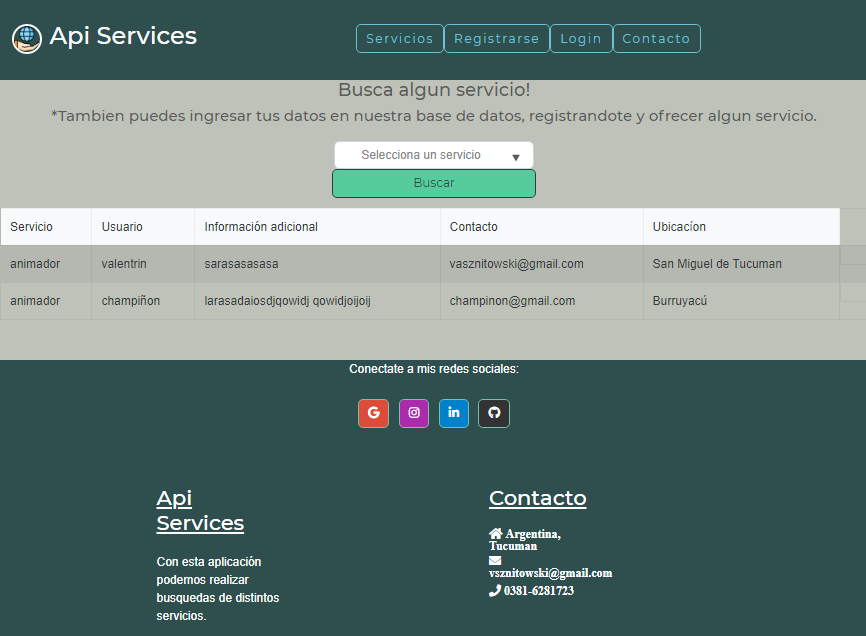 Api Services
Servicios Registrarse Login Contacto
Busca algun servicio!
*Tambien puedes ingresar tus datos en nuestra base de datos, registrandote y ofrecer algun servicio.
Selecciona un servicio
Buscar
Servicio Usuario Información adicional Contacto Ubicacíon
animador valentrin sarasasasasa vasznitowski@gmail.com San Miguel de Tucuman
animador champiñon larasadaiosdjqowidj qowidjoijoij champinon@gmail.com Burruyacú
Conectate a mis redes sociales:
Api
Services
Con esta aplicación
podemos realizar
busquedas de distintos
servicios.
Contacto
Argentina,
Tucuman
vsznitowski@gmail.com
0381-6281723